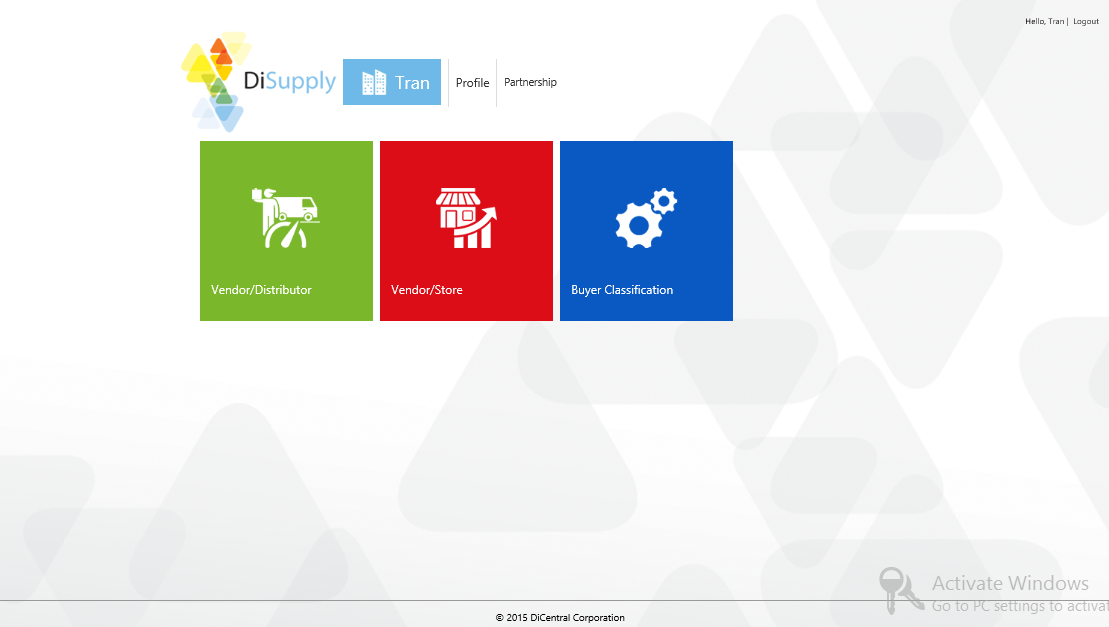 Hello, Tran | Logout
DiSupply
Tran
Profile
Partnership
Vendor/Distributor
Vendor/Store
Buyer Classification
Activate Windows
Go to PC settings to activat
© 2015 DiCentral Corporation